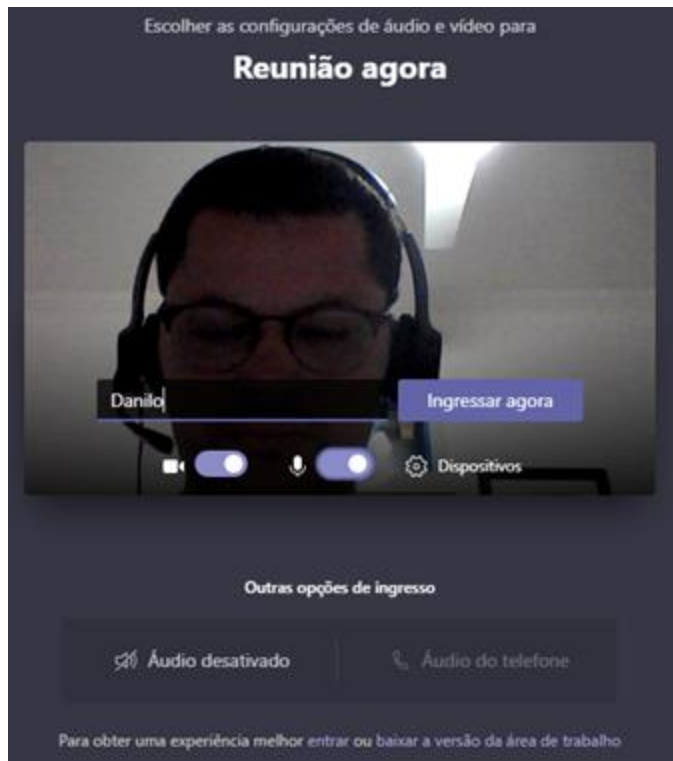 Escolher as configurações de áudio e vídeo para
Reunião agora
Danilo
Ingressar agora
Dispositivos
Outras opções de ingresso
Áudio desativado
Áudio do telefone
Para obter uma experiência melhor entrar ou baixar a versão da área de trabalho